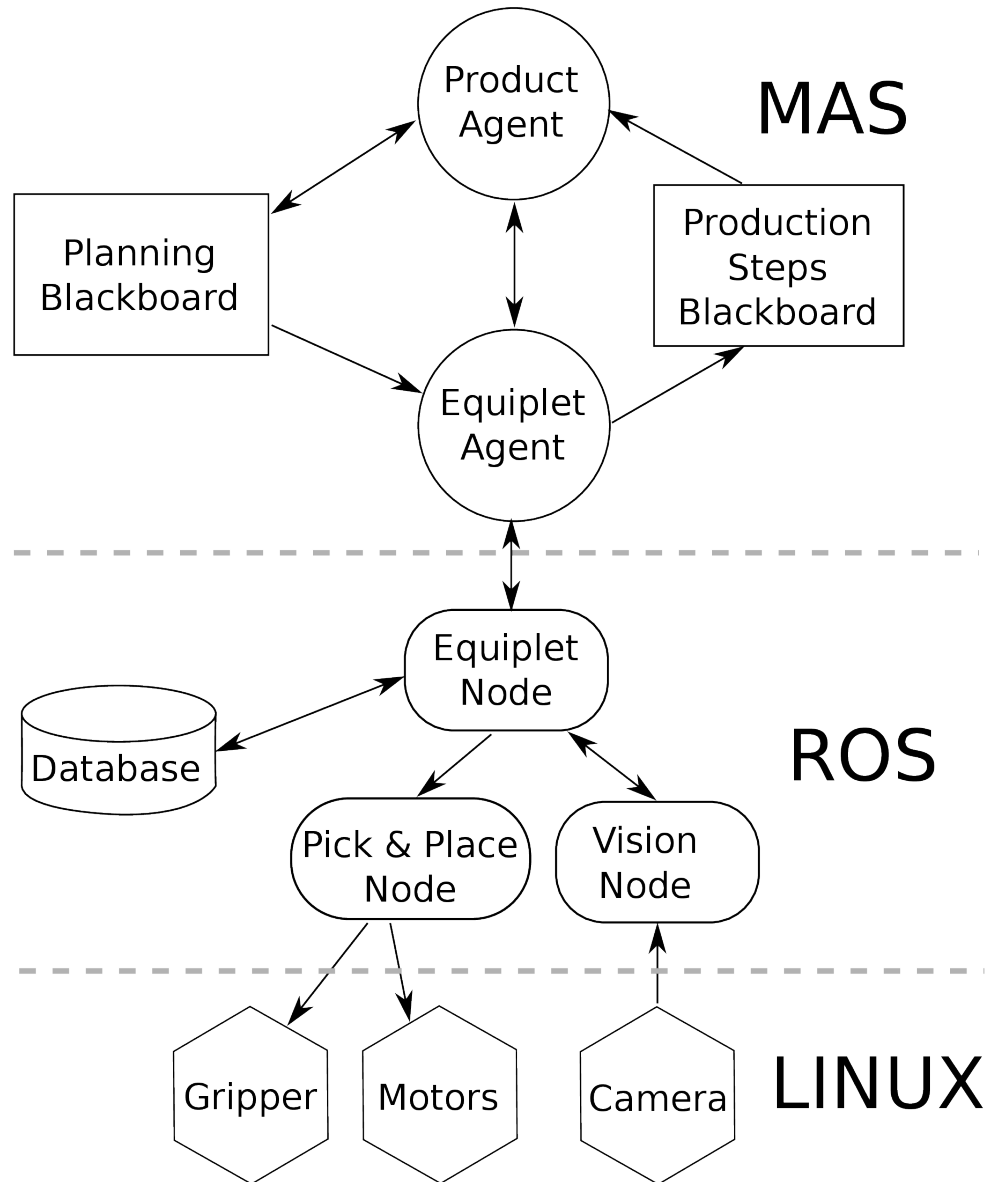 Product
Agent
MAS
Planning
Blackboard
Production
Steps
Blackboard
Equiplet
Agent
Equiplet
Node
Database
ROS
Pick & Place
Node
Vision
Node
Gripper
Motors
Camera
LINUX